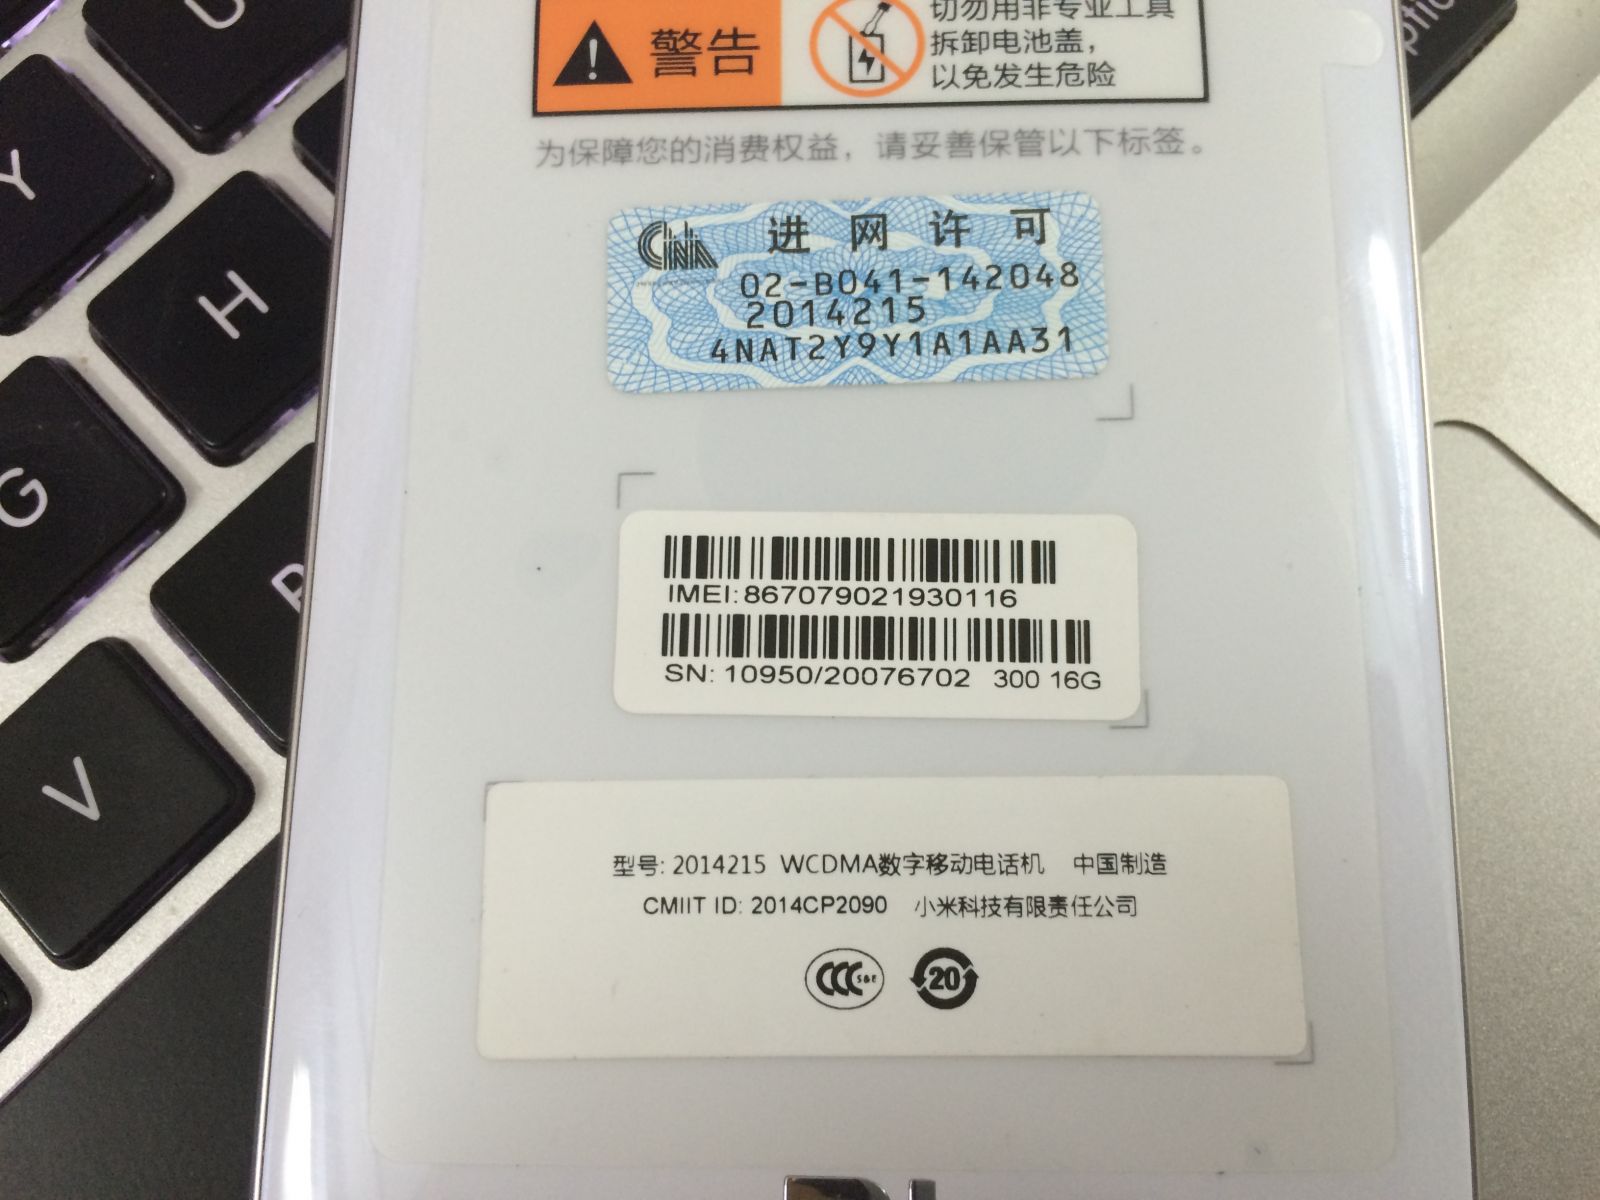 切勿用非专业工具
警告
拆卸电池盖，
以免发生危险
为保障您的消费权益，请妥善保管以下标签。
CNNA 进网许可
02-B041-142048
2014215
4NAT2Y9Y1A1AA31
IMEI:867079021930116
SN: 10950/20076702 300 16G
型号: 2014215 WCDMA数字移动电话机 中国制造
CMIIT ID: 2014CP2090 小米科技有限责任公司
CCC S&E 20
U
Y
H
G
V